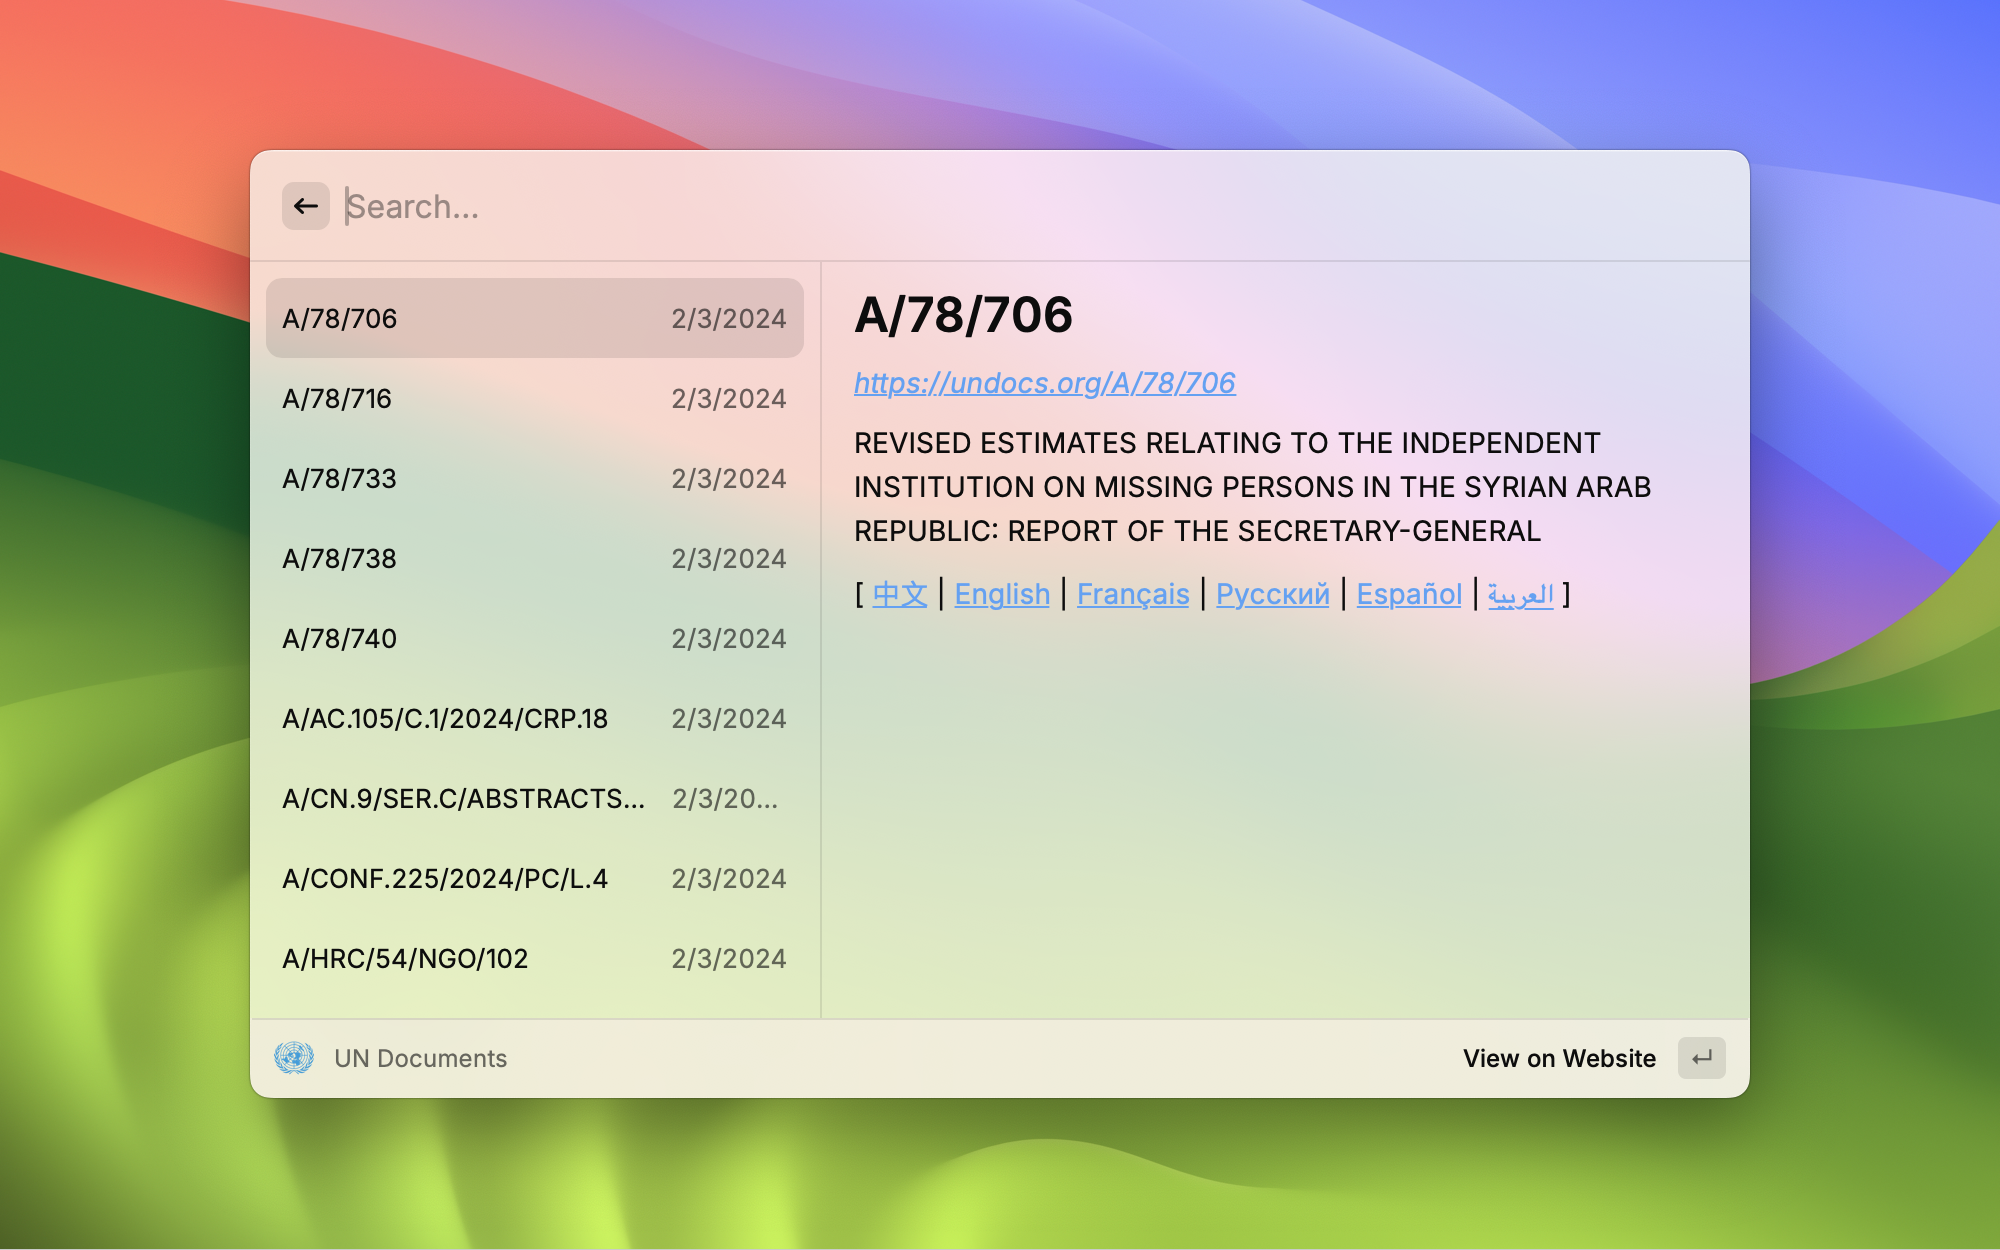 Search...
A/78/706 2/3/2024
A/78/716 2/3/2024
A/78/733 2/3/2024
A/78/738 2/3/2024
A/78/740 2/3/2024
A/AC.105/C.1/2024/CRP.18 2/3/2024
A/CN.9/SER.C/ABSTRACTS... 2/3/20...
A/CONF.225/2024/PC/L.4 2/3/2024
A/HRC/54/NGO/102 2/3/2024
A/78/706
https://undocs.org/A/78/706
REVISED ESTIMATES RELATING TO THE INDEPENDENT
INSTITUTION ON MISSING PERSONS IN THE SYRIAN ARAB
REPUBLIC: REPORT OF THE SECRETARY-GENERAL
[ 中文 | English | Français | Русский | Español | العربية ]
UN Documents
View on Website